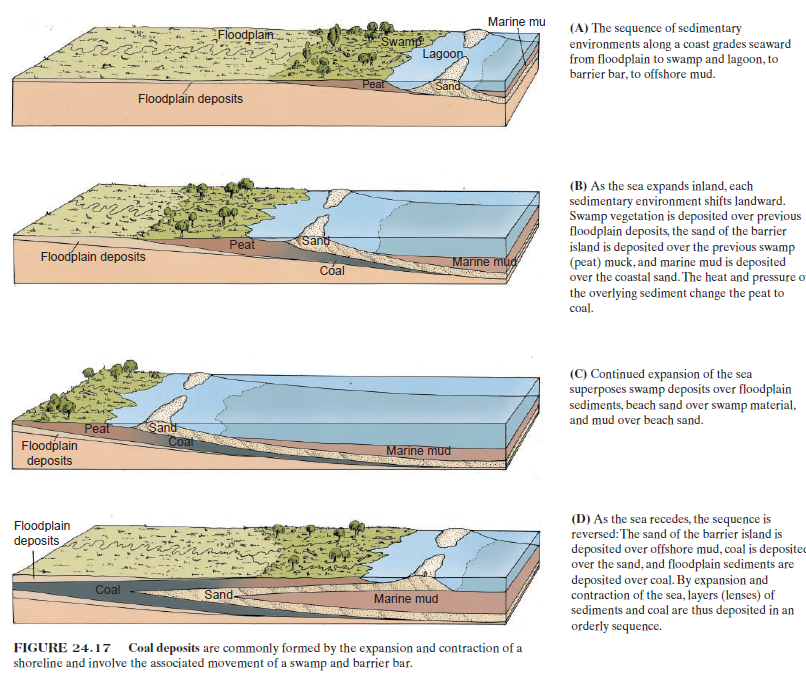 Marine mu
Floodplain
Swamp
Lagoon
Peat
Sand
Floodplain deposits
(A) The sequence of sedimentary
environments along a coast grades seaward
from floodplain to swamp and lagoon, to
barrier bar, to offshore mud.
Peat
Sand
Floodplain deposits
Coal
Marine mud
(B) As the sea expands inland, each
sedimentary environment shifts landward.
Swamp vegetation is deposited over previous
floodplain deposits, the sand of the barrier
island is deposited over the previous swamp
(peat) muck, and marine mud is deposited
over the coastal sand. The heat and pressure o
the overlying sediment change the peat to
coal.
Peat
Sand
Coal
Floodplain
deposits
Marine mud
(C) Continued expansion of the sea
superposes swamp deposits over floodplain
sediments, beach sand over swamp material,
and mud over beach sand.
Floodplain
deposits
Coal
Sand
Marine mud
(D) As the sea recedes, the sequence is
reversed: The sand of the barrier island is
deposited over offshore mud, coal is deposited
over the sand, and floodplain sediments are
deposited over coal. By expansion and
contraction of the sea, layers (lenses) of
sediments and coal are thus deposited in an
orderly sequence.
FIGURE 24.17 Coal deposits are commonly formed by the expansion and contraction of a
shoreline and involve the associated movement of a swamp and barrier bar.